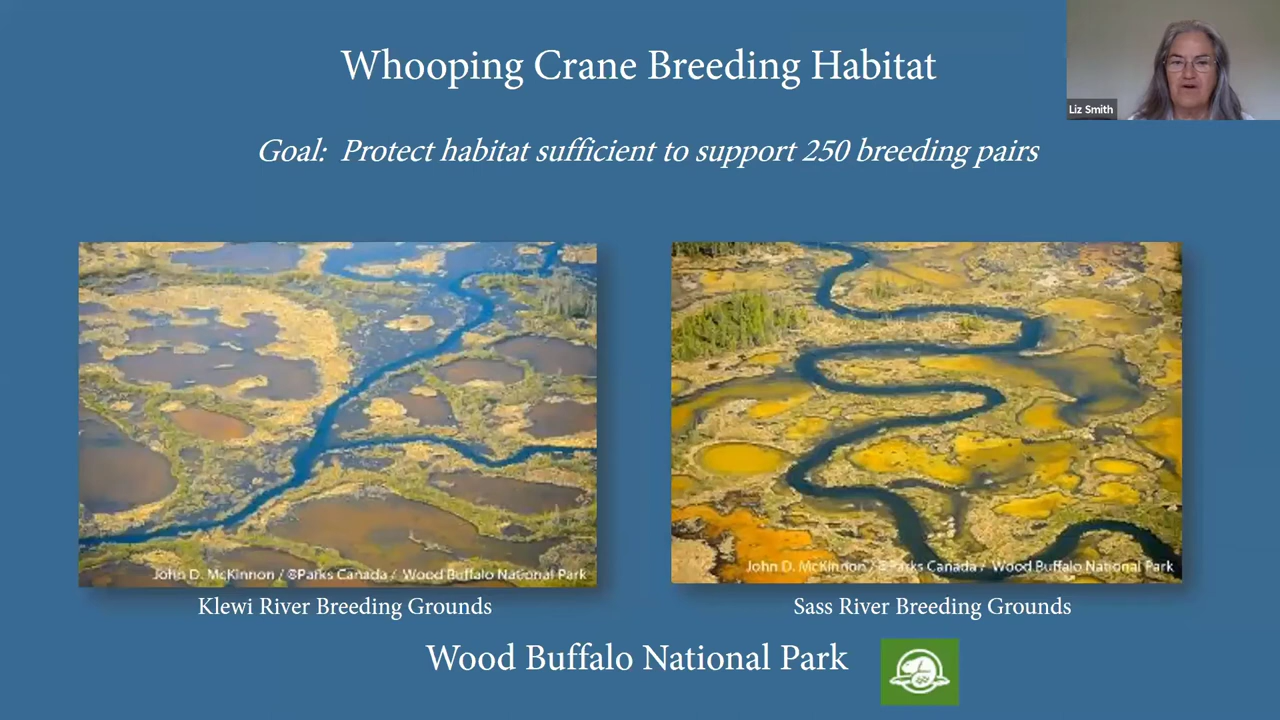 Whooping Crane Breeding Habitat
Liz Smith
Goal: Protect habitat sufficient to support 250 breeding pairs
John D. McKinnon / ©Parks Canada / Wood Buffalo National Park
John D. McKinnon / ©Parks Canada / Wood Buffalo National Park
Klewi River Breeding Grounds
Sass River Breeding Grounds
Wood Buffalo National Park